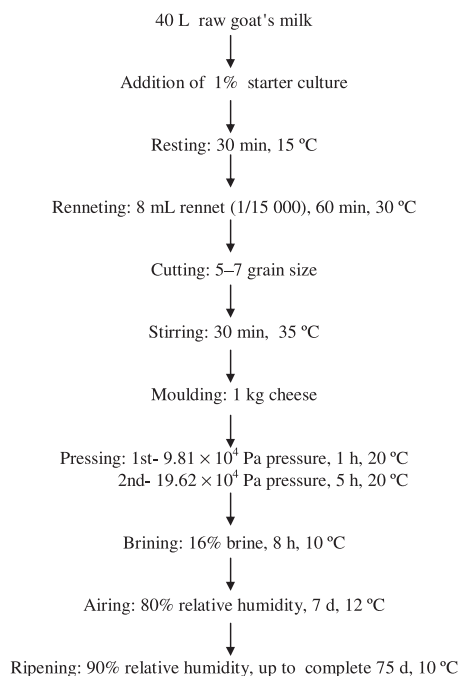 40 L raw goat's milk
Addition of 1% starter culture
Resting: 30 min, 15 ºC
Renneting: 8 mL rennet (1/15 000), 60 min, 30 ºC
Cutting: 5–7 grain size
Stirring: 30 min, 35 ºC
Moulding: 1 kg cheese
Pressing: 1st- 9.81 × 10⁴ Pa pressure, 1 h, 20 ºC
2nd- 19.62 × 10⁴ Pa pressure, 5 h, 20 ºC
Brining: 16% brine, 8 h, 10 ºC
Airing: 80% relative humidity, 7 d, 12 ºC
Ripening: 90% relative humidity, up to complete 75 d, 10 ºC